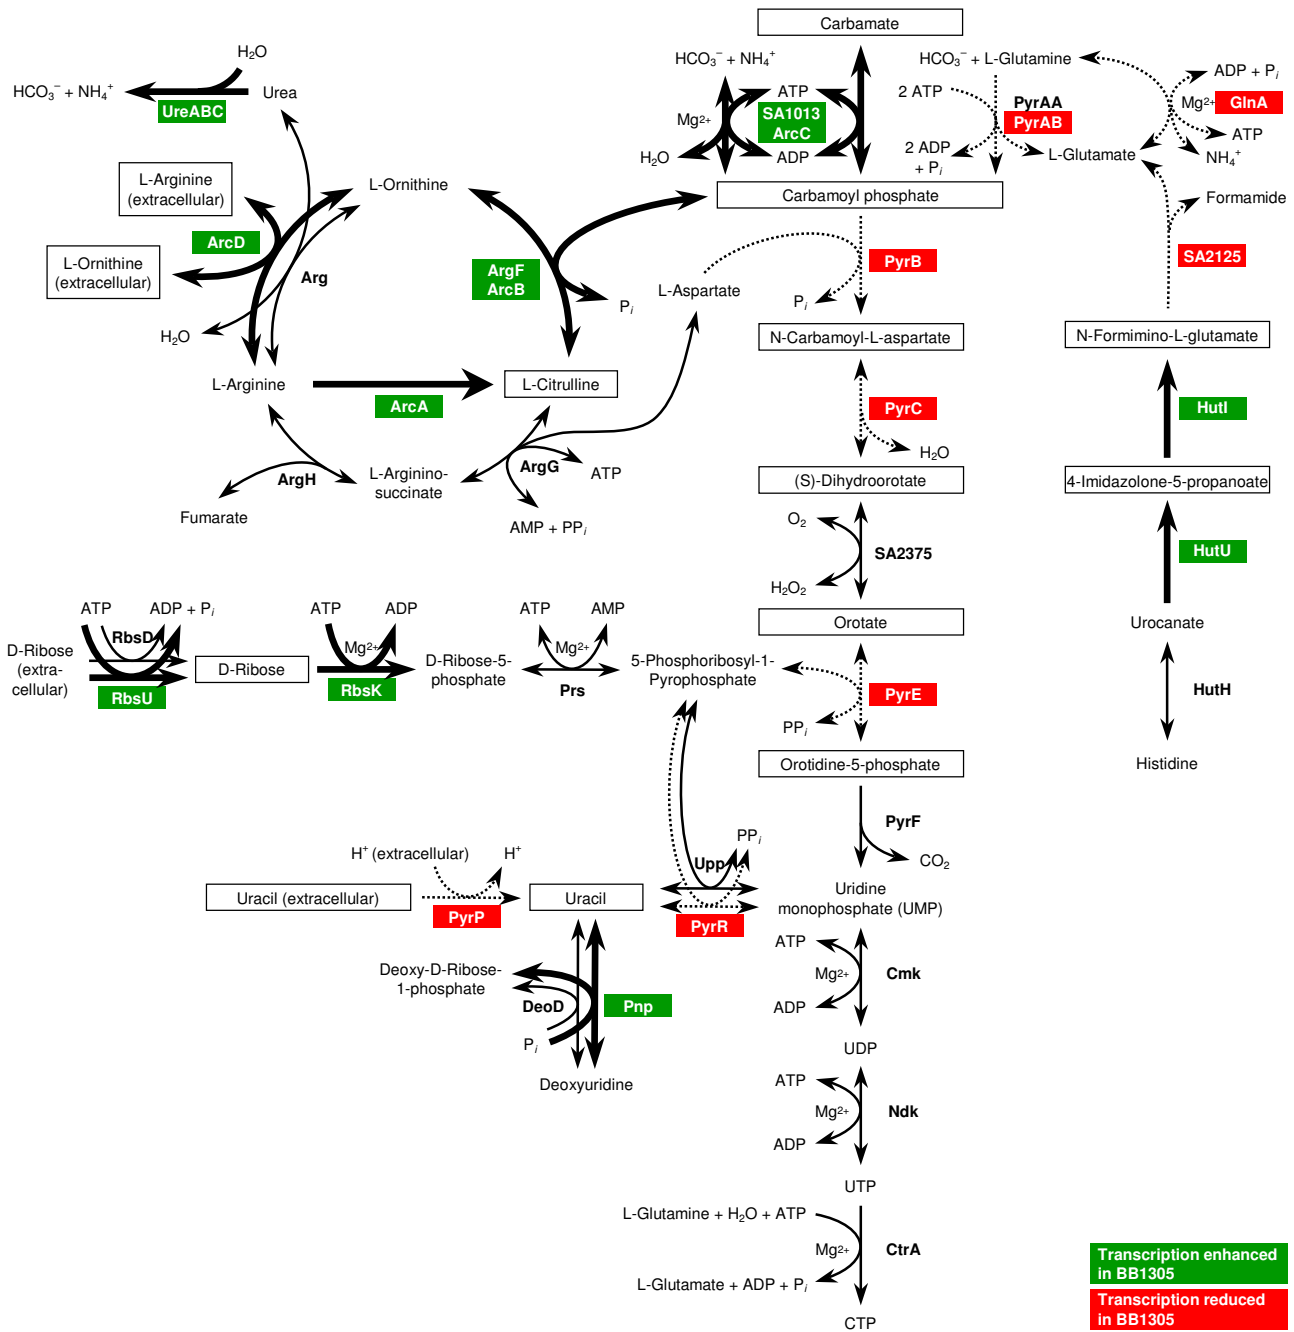 Carbamate
HCO₃⁻ + NH₄⁺
HCO₃⁻ + L-Glutamine
H₂O
HCO₃⁻ + NH₄⁺
Urea
UreABC
ATP
SA1013
ArcC
ADP
Mg²⁺
H₂O
2 ATP
PyrAA
PyrAB
2 ADP
+ Pᵢ
L-Glutamate
ADP + Pᵢ
Mg²⁺
GlnA
ATP
NH₄⁺
L-Arginine
(extracellular)
L-Ornithine
Carbamoyl phosphate
Formamide
ArcD
L-Ornithine
(extracellular)
Arg
ArgF
ArcB
Pᵢ
L-Aspartate
PyrB
Pᵢ
SA2125
H₂O
N-Carbamoyl-L-aspartate
N-Formimino-L-glutamate
L-Arginine
ArcA
L-Citrulline
PyrC
H₂O
HutI
ArgH
L-Arginino-
succinate
ArgG
ATP
Fumarate
AMP + PPᵢ
(S)-Dihydroorotate
4-Imidazolone-5-propanoate
O₂
SA2375
H₂O₂
HutU
ATP
ADP + Pᵢ
RbsD
D-Ribose
(extra-
cellular)
RbsU
D-Ribose
ATP
ADP
Mg²⁺
RbsK
D-Ribose-5-
phosphate
ATP
AMP
Mg²⁺
Prs
5-Phosphoribosyl-1-
Pyrophosphate
Orotate
PyrE
PPᵢ
Urocanate
HutH
Histidine
Orotidine-5-phosphate
PyrF
CO₂
H⁺ (extracellular)
H⁺
Uracil (extracellular)
PyrP
Uracil
Upp
PPᵢ
PyrR
Uridine
monophosphate (UMP)
Deoxy-D-Ribose-
1-phosphate
DeoD
Pnp
Pᵢ
Deoxyuridine
ATP
Mg²⁺
Cmk
ADP
UDP
ATP
Mg²⁺
Ndk
ADP
UTP
L-Glutamine + H₂O + ATP
Mg²⁺
CtrA
L-Glutamate + ADP + Pᵢ
CTP
Transcription enhanced
in BB1305
Transcription reduced
in BB1305